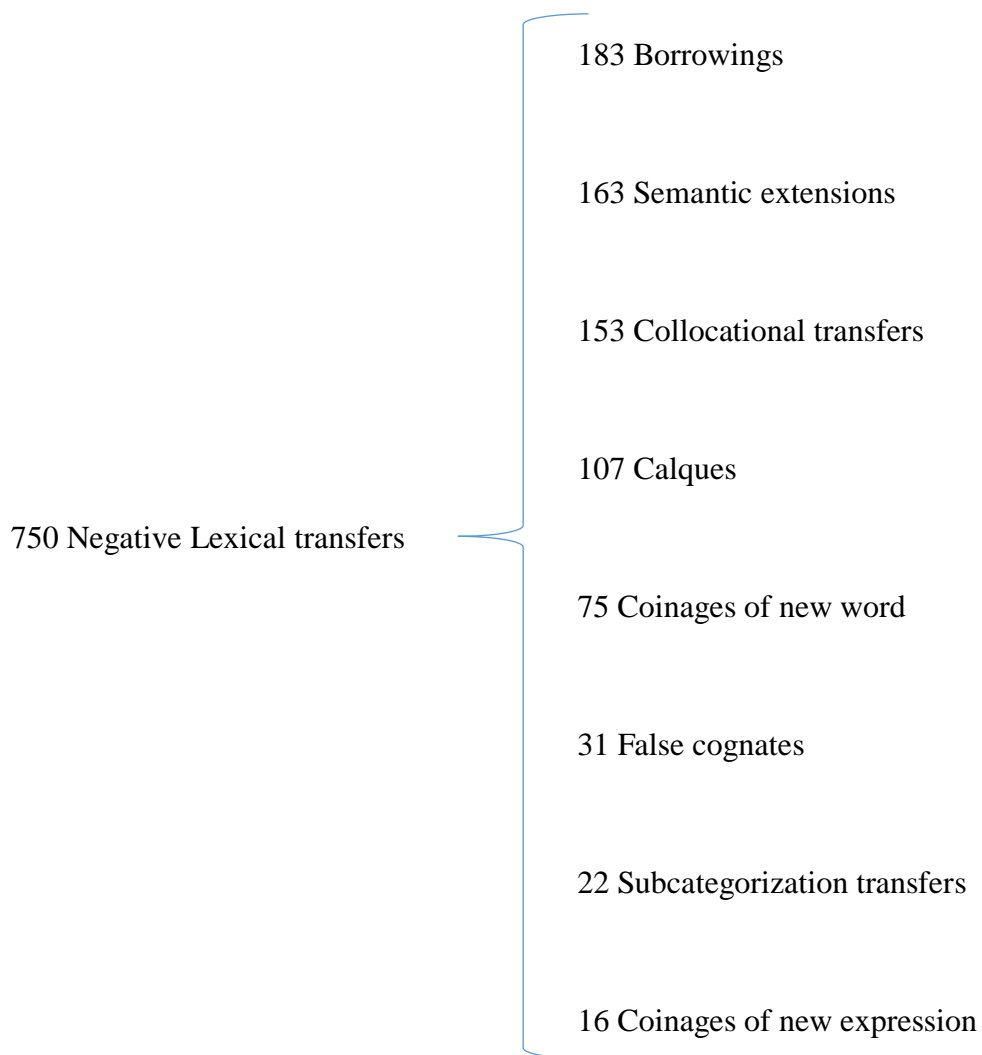 183 Borrowings
163 Semantic extensions
153 Collocational transfers
107 Calques
750 Negative Lexical transfers
75 Coinages of new word
31 False cognates
22 Subcategorization transfers
16 Coinages of new expression